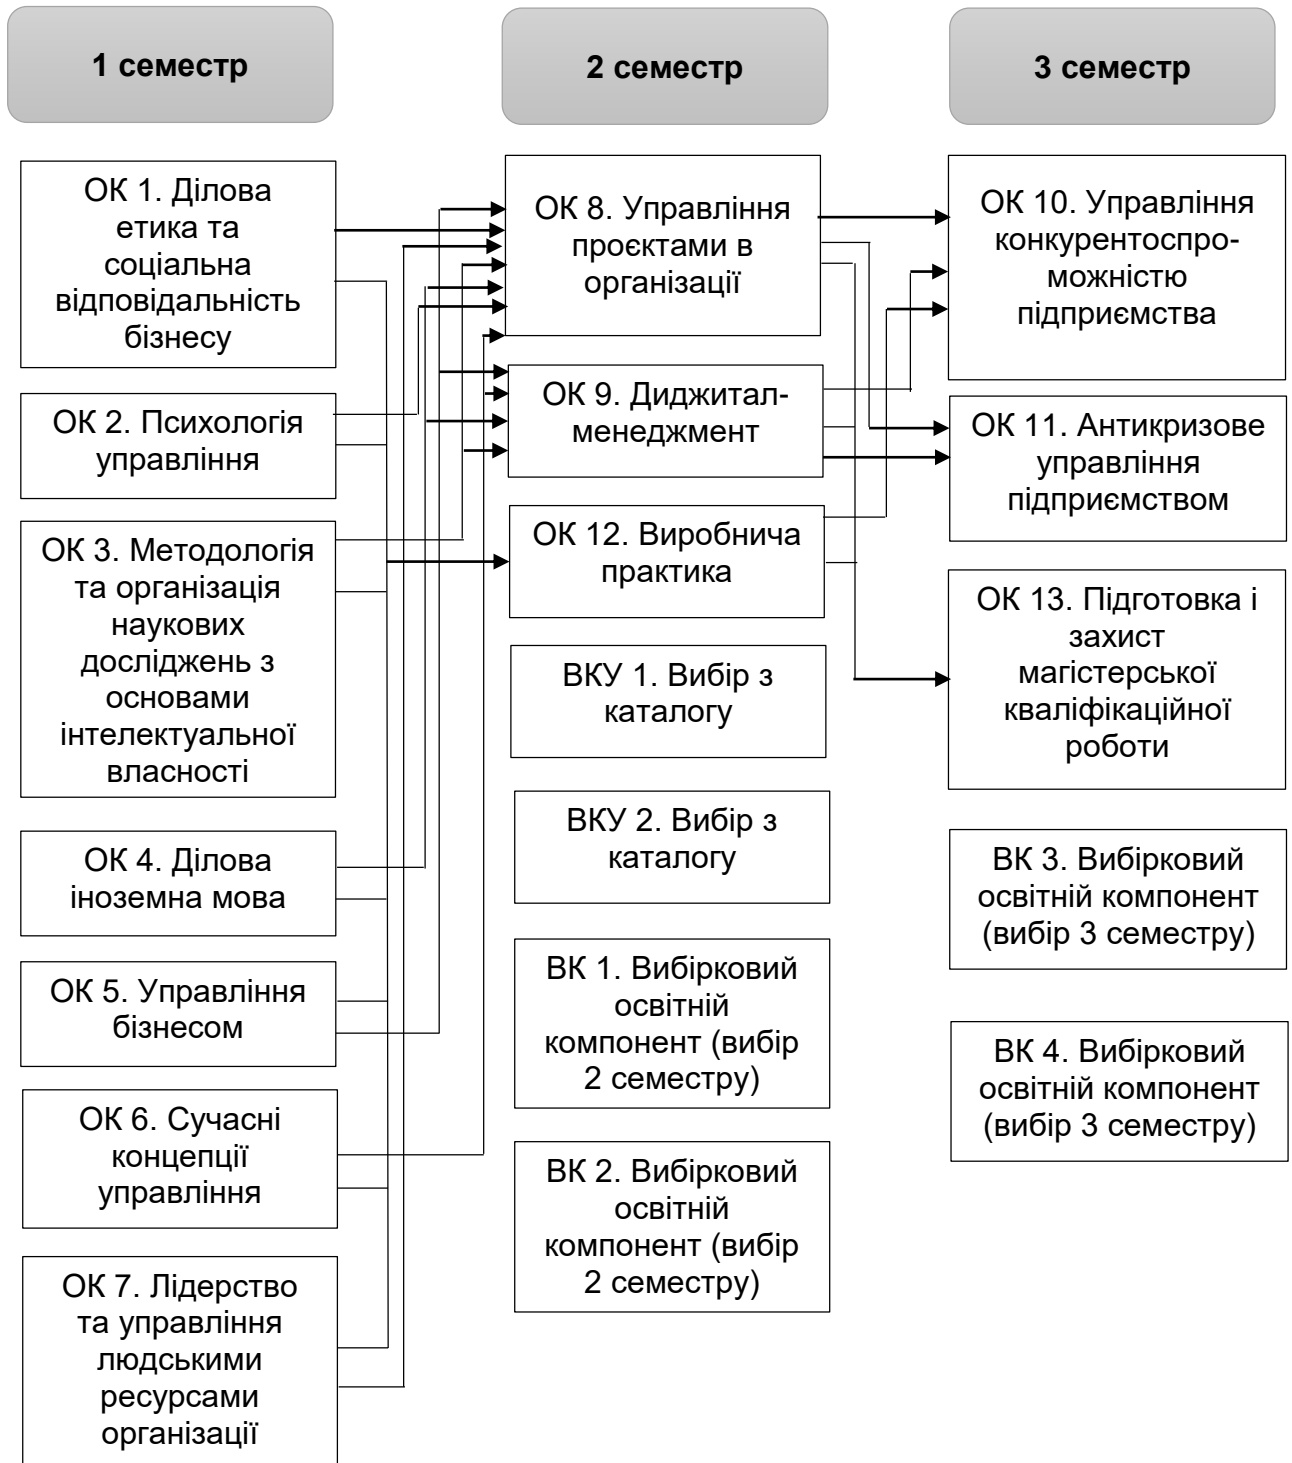 1 семестр
2 семестр
3 семестр
ОК 1. Ділова
етика та
соціальна
відповідальність
бізнесу
ОК 2. Психологія
управління
ОК 3. Методологія
та організація
наукових
досліджень з
основами
інтелектуальної
власності
ОК 4. Ділова
іноземна мова
ОК 5. Управління
бізнесом
ОК 6. Сучасні
концепції
управління
ОК 7. Лідерство
та управління
людськими
ресурсами
організації
ОК 8. Управління
проєктами в
організації
ОК 9. Диджитал-
менеджмент
ОК 12. Виробнича
практика
ВКУ 1. Вибір з
каталогу
ВКУ 2. Вибір з
каталогу
ВК 1. Вибірковий
освітній
компонент (вибір
2 семестру)
ВК 2. Вибірковий
освітній
компонент (вибір
2 семестру)
ОК 10. Управління
конкурентоспро-
можністю
підприємства
ОК 11. Антикризове
управління
підприємством
ОК 13. Підготовка і
захист
магістерської
кваліфікаційної
роботи
ВК 3. Вибірковий
освітній компонент
(вибір 3 семестру)
ВК 4. Вибірковий
освітній компонент
(вибір 3 семестру)